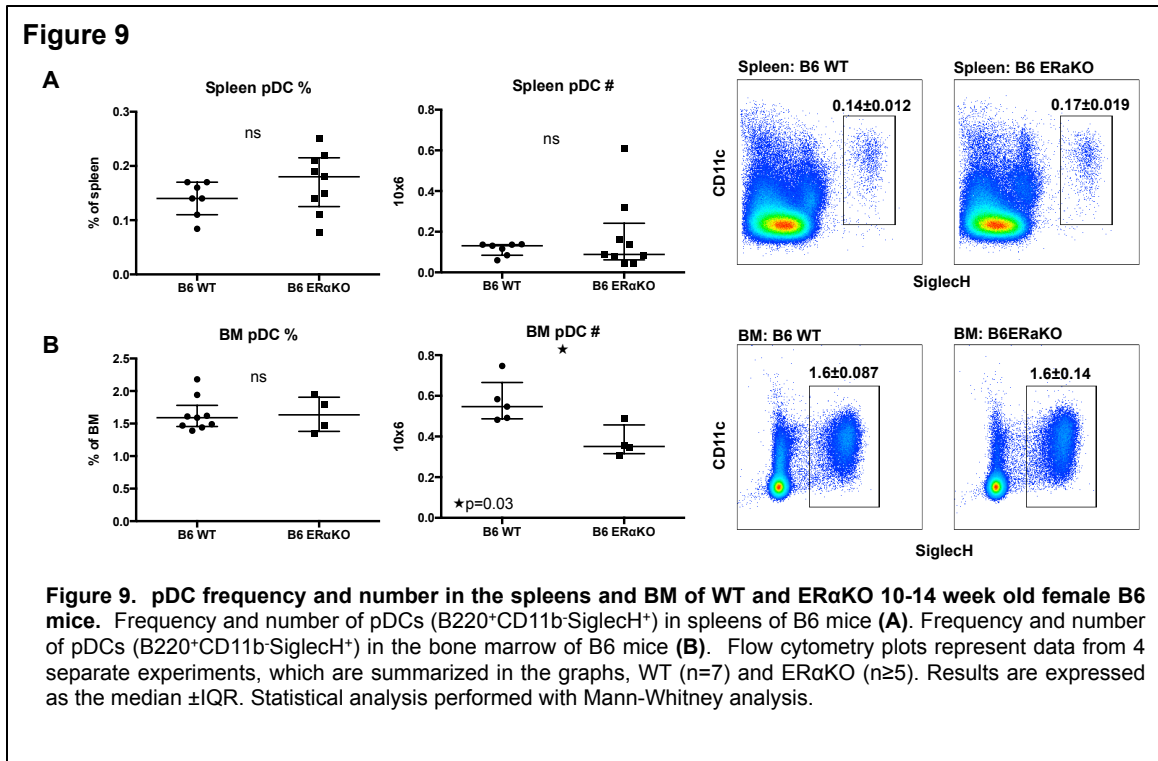 Figure 9
A
Spleen pDC %
% of spleen
0.3
0.2
0.1
0.0
ns
B6 WT
B6 ERαKO
Spleen pDC #
10x6
0.8
0.6
0.4
0.2
0.0
ns
B6 WT
B6 ERαKO
Spleen: B6 WT
0.14±0.012
Spleen: B6 ERaKO
0.17±0.019
CD11c
SiglecH
B
BM pDC %
% of BM
2.5
2.0
1.5
1.0
0.5
0.0
ns
B6 WT
B6 ERαKO
BM pDC #
10x6
0.8
0.6
0.4
0.2
0.0
★
★p=0.03
B6 WT
B6 ERαKO
BM: B6 WT
1.6±0.087
BM: B6ERaKO
1.6±0.14
CD11c
SiglecH
Figure 9. pDC frequency and number in the spleens and BM of WT and ERαKO 10-14 week old female B6
mice. Frequency and number of pDCs (B220⁺CD11b⁻SiglecH⁺) in spleens of B6 mice (A). Frequency and number
of pDCs (B220⁺CD11b⁻SiglecH⁺) in the bone marrow of B6 mice (B). Flow cytometry plots represent data from 4
separate experiments, which are summarized in the graphs, WT (n=7) and ERαKO (n≥5). Results are expressed
as the median ±IQR. Statistical analysis performed with Mann-Whitney analysis.